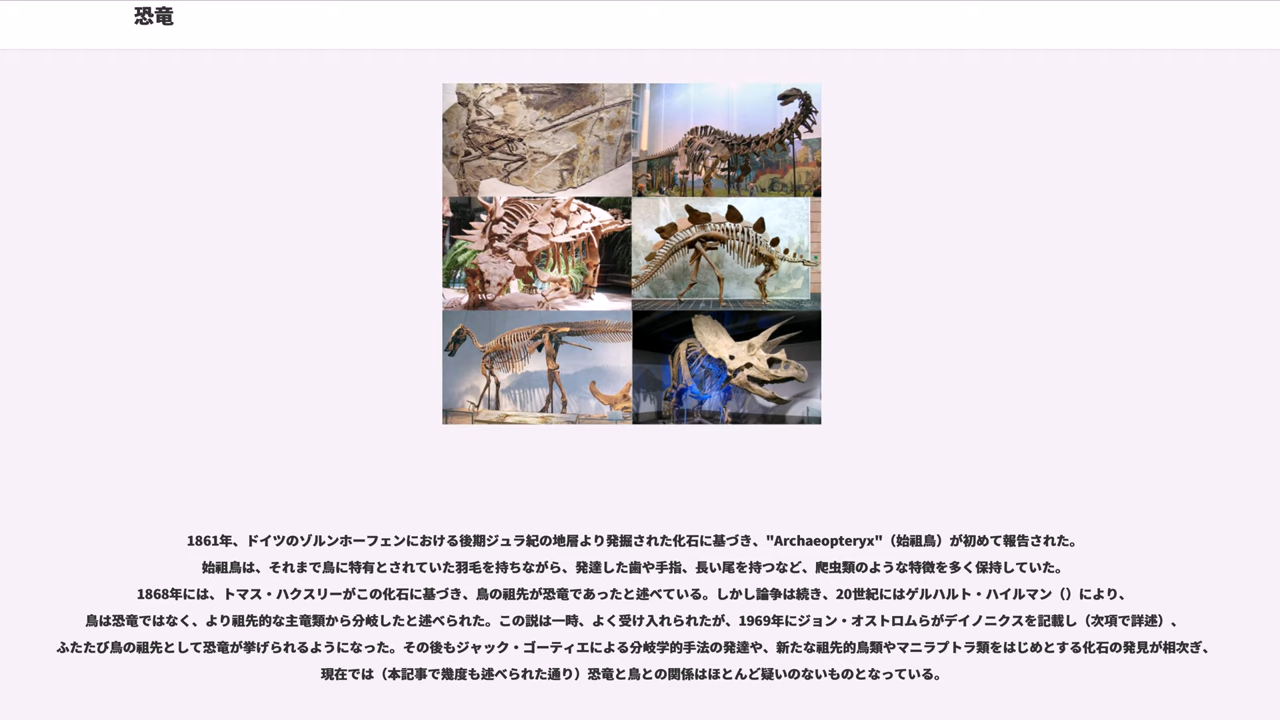 恐竜
1861年、ドイツのゾルンホーフェンにおける後期ジュラ紀の地層より発掘された化石に基づき、"Archaeopteryx"（始祖鳥）が初めて報告された。
始祖鳥は、それまで鳥に特有とされていた羽毛を持ちながら、発達した歯や手指、長い尾を持つなど、爬虫類のような特徴を多く保持していた。
1868年には、トマス・ハクスリーがこの化石に基づき、鳥の祖先が恐竜であったと述べている。しかし論争は続き、20世紀にはゲルハルト・ハイルマン（）により、
鳥は恐竜ではなく、より祖先的な主竜類から分岐したと述べられた。この説は一時、よく受け入れられたが、1969年にジョン・オストロムらがデイノニクスを記載し（次項で詳述）、
ふたたび鳥の祖先として恐竜が挙げられるようになった。その後もジャック・ゴーティエによる分岐学的手法の発達や、新たな祖先的鳥類やマニラプトラ類をはじめとする化石の発見が相次ぎ、
現在では（本記事で幾度も述べられた通り）恐竜と鳥との関係はほとんど疑いのないものとなっている。